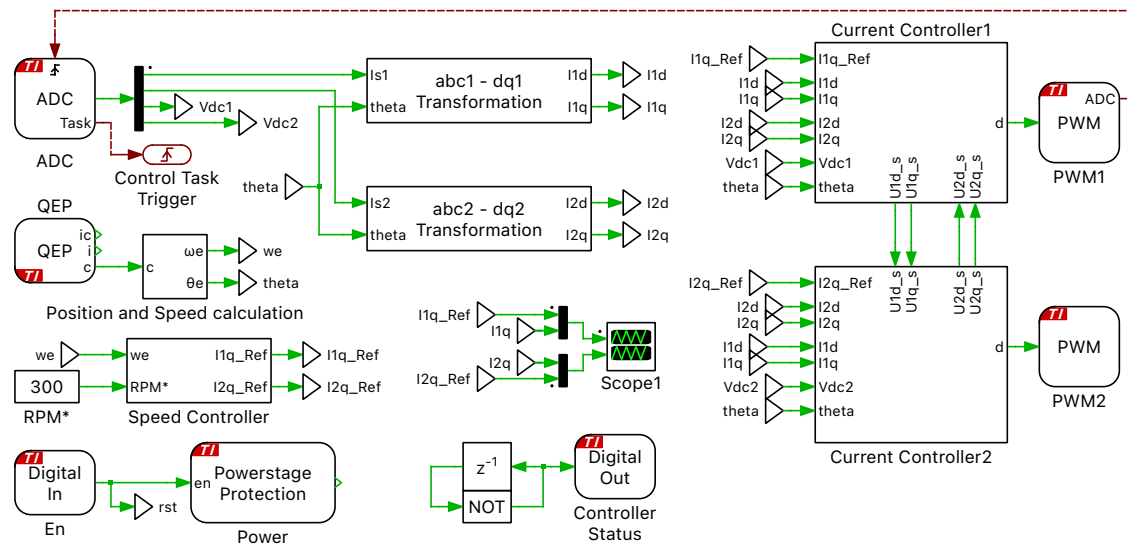 TI
ADC
Task
ADC
Vdc1
Vdc2
Control Task
Trigger
Is1
theta
abc1 - dq1
Transformation
I1d
I1q
I1d
I1q
theta
Is2
theta
abc2 - dq2
Transformation
I2d
I2q
I2d
I2q
QEP
QEP
TI
ic
i
c
c
ωe
θe
we
theta
Position and Speed calculation
we
300
RPM*
we
RPM*
I1q_Ref
I2q_Ref
I1q_Ref
I2q_Ref
Speed Controller
I1q_Ref
I1q
I2q
I2q_Ref
Scope1
TI
Digital
In
En
rst
TI
en
Powerstage
Protection
Power
z-1
NOT
TI
Digital
Out
Controller
Status
Current Controller1
I1q_Ref
I1d
I1q
I2d
I2q
Vdc1
theta
I1q_Ref
I1d
I1q
I2d
I2q
Vdc1
theta
U1d_s
U1q_s
U2d_s
U2q_s
d
TI
ADC
PWM
PWM1
I2q_Ref
I2d
I2q
I1d
I1q
Vdc2
theta
I2q_Ref
I2d
I2q
I1d
I1q
Vdc2
theta
U1d_s
U1q_s
U2d_s
U2q_s
d
Current Controller2
TI
PWM
PWM2